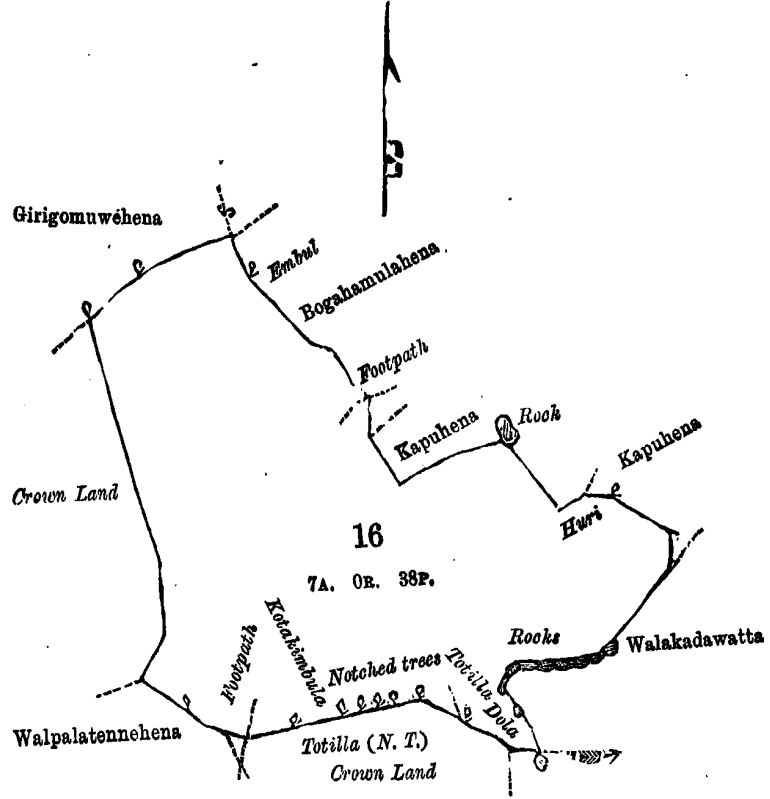 Girigomuwéhena
Embul
Bogahamulahena
Footpath
Kapuhena
Rook
Kapuhena
Crown Land
Huri
16
7A. 0R. 38P.
Kotakimbula
Footpath
Notched trees
Totilla Dola
Rocks
Walakadawatta
Walpalatennehena
Totilla (N. T.)
Crown Land